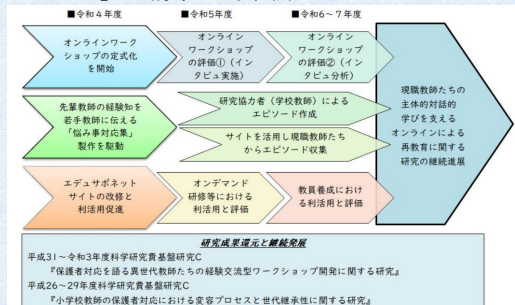 ■令和4年度
■令和5年度
■令和6～7年度
オンラインワーク
ショップの定式化
を開始
オンライン
ワークショップ
の評価①（イン
タビュ実施）
オンライン
ワークショップの
評価②（インタ
ビュ分析）
先輩教師の経験知を
若手教師に伝える
「悩み事対応集」
製作を駆動
研究協力者（学校教師）による
エピソード作成
サイトを活用し現職教師たち
からエピソード収集
エデュサポネット
サイトの改修と
利活用促進
オンデマンド
研修等における
利活用と評価
教員養成におけ
る利活用と評価
現職教師たちの
主体的対話的
学びを支える
オンラインによる
再教育に関する
研究の継続進展
研究成果還元と継続発展
平成31～令和3年度科学研究費基盤研究C
『保護者対応を語る異世代教師たちの経験交流型ワークショップ開発に関する研究』
平成26～29年度科学研究費基盤研究C
『小学校教師の保護者対応における変容プロセスと世代継承性に関する研究』